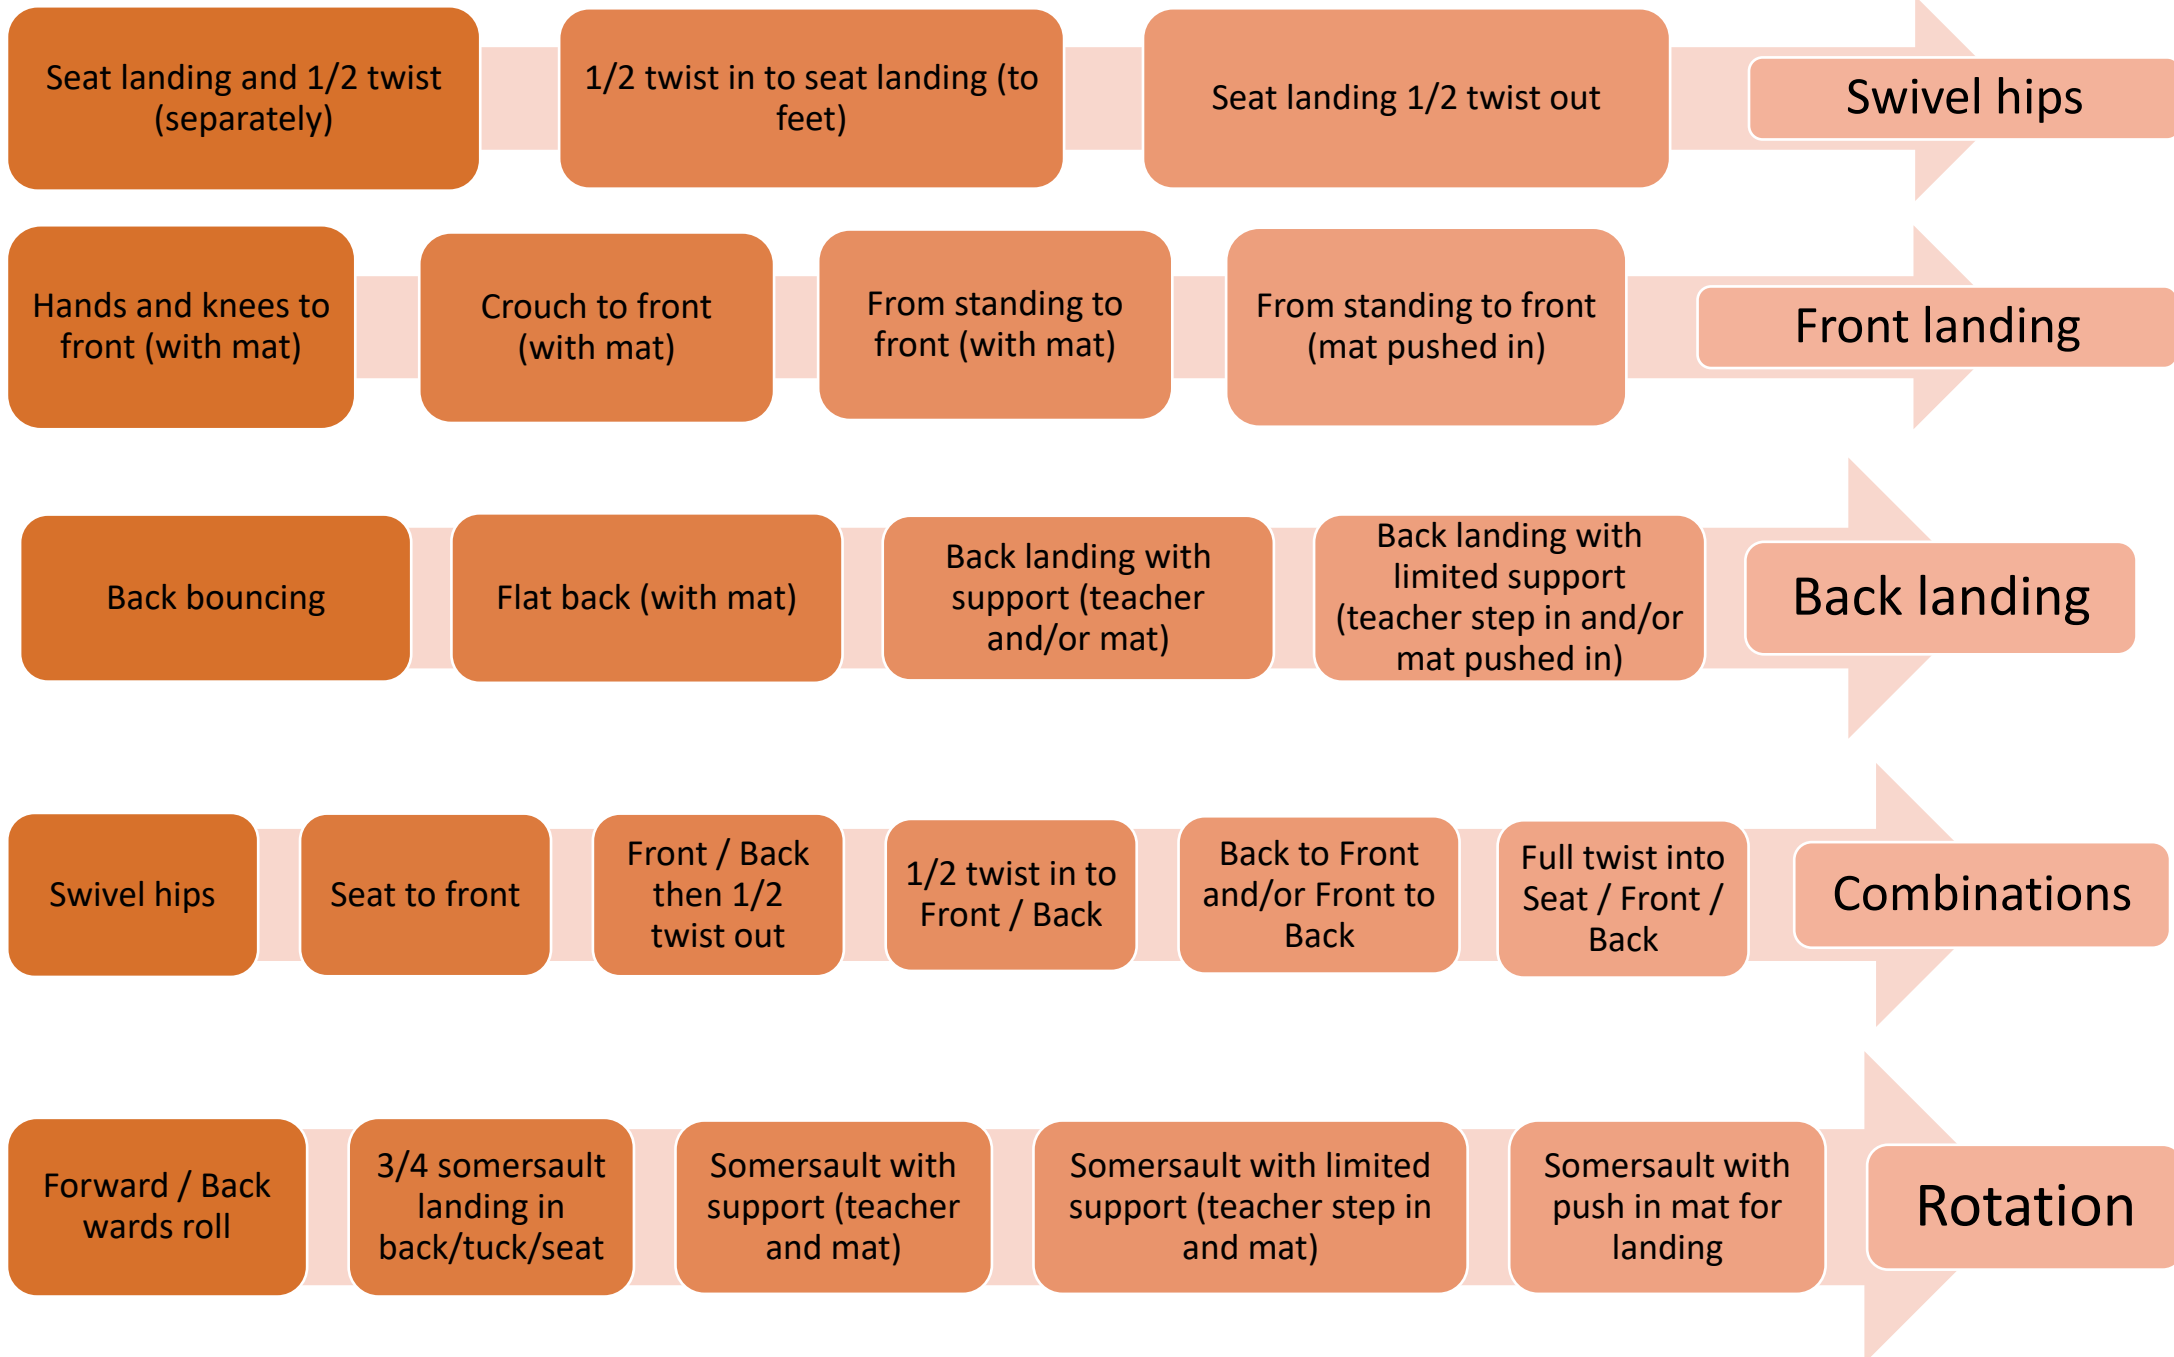 Seat landing and 1/2 twist
(separately)
1/2 twist in to seat landing (to
feet)
Seat landing 1/2 twist out
Swivel hips
Hands and knees to
front (with mat)
Crouch to front
(with mat)
From standing to
front (with mat)
From standing to front
(mat pushed in)
Front landing
Back bouncing
Flat back (with mat)
Back landing with
support (teacher
and/or mat)
Back landing with
limited support
(teacher step in and/or
mat pushed in)
Back landing
Swivel hips
Seat to front
Front / Back
then 1/2
twist out
1/2 twist in to
Front / Back
Back to Front
and/or Front to
Back
Full twist into
Seat / Front /
Back
Combinations
Forward / Back
wards roll
3/4 somersault
landing in
back/tuck/seat
Somersault with
support (teacher
and mat)
Somersault with limited
support (teacher step in
and mat)
Somersault with
push in mat for
landing
Rotation